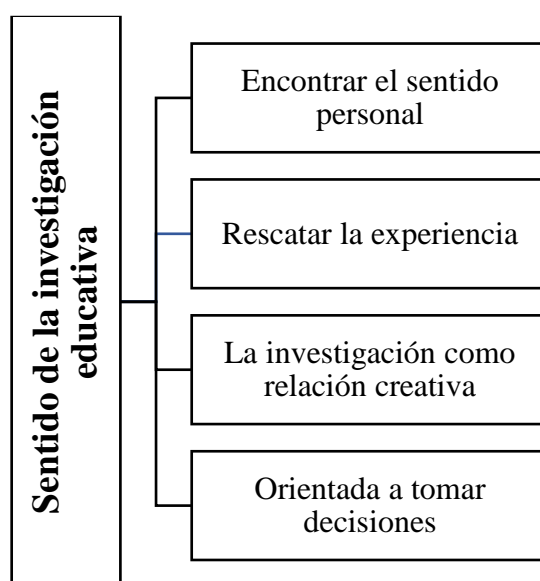 Sentido de la investigación
educativa
Encontrar el sentido
personal
Rescatar la experiencia
La investigación como
relación creativa
Orientada a tomar
decisiones